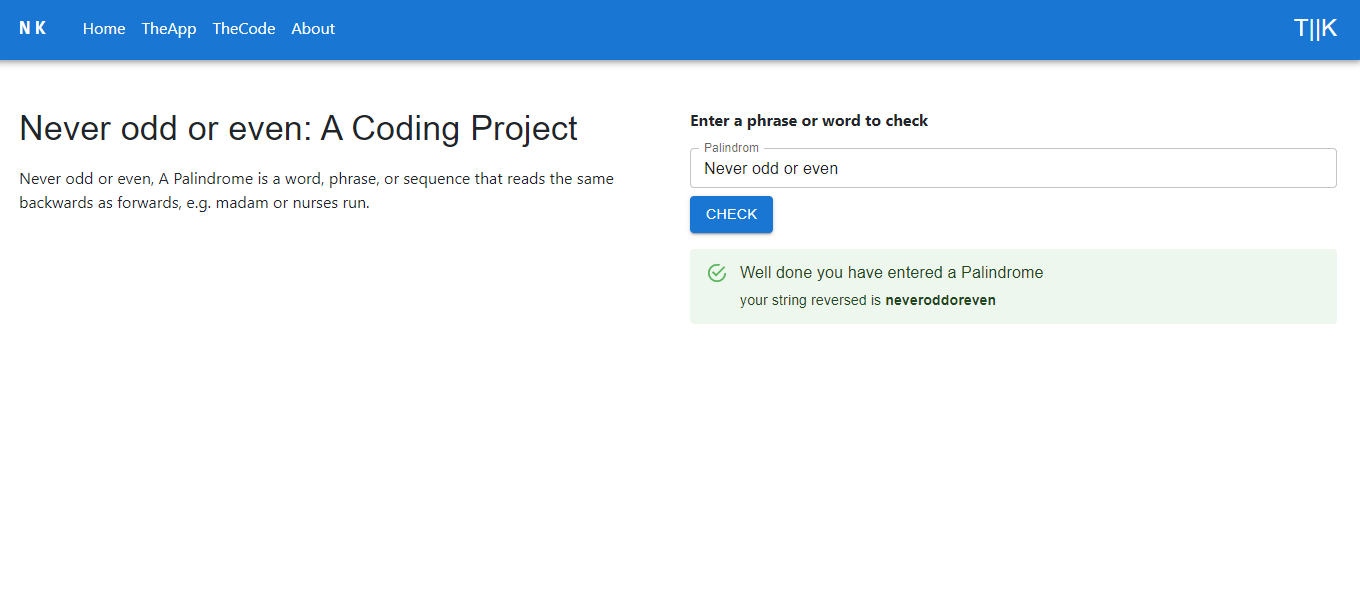 N K
Home TheApp TheCode About
T||K
Never odd or even: A Coding Project
Never odd or even, A Palindrome is a word, phrase, or sequence that reads the same
backwards as forwards, e.g. madam or nurses run.
Enter a phrase or word to check
Palindrom
Never odd or even
CHECK
Well done you have entered a Palindrome
your string reversed is neveroddoreven